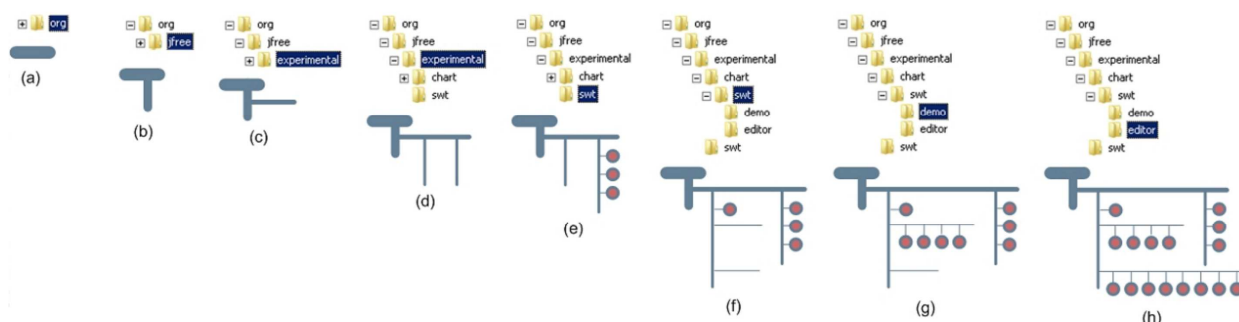 org
(a)
org
jfree
(b)
org
jfree
experimental
(c)
org
jfree
experimental
chart
swt
(d)
org
jfree
experimental
chart
swt
(e)
org
jfree
experimental
chart
swt
demo
editor
swt
(f)
org
jfree
experimental
chart
swt
demo
editor
swt
(g)
org
jfree
experimental
chart
swt
demo
editor
swt
(h)